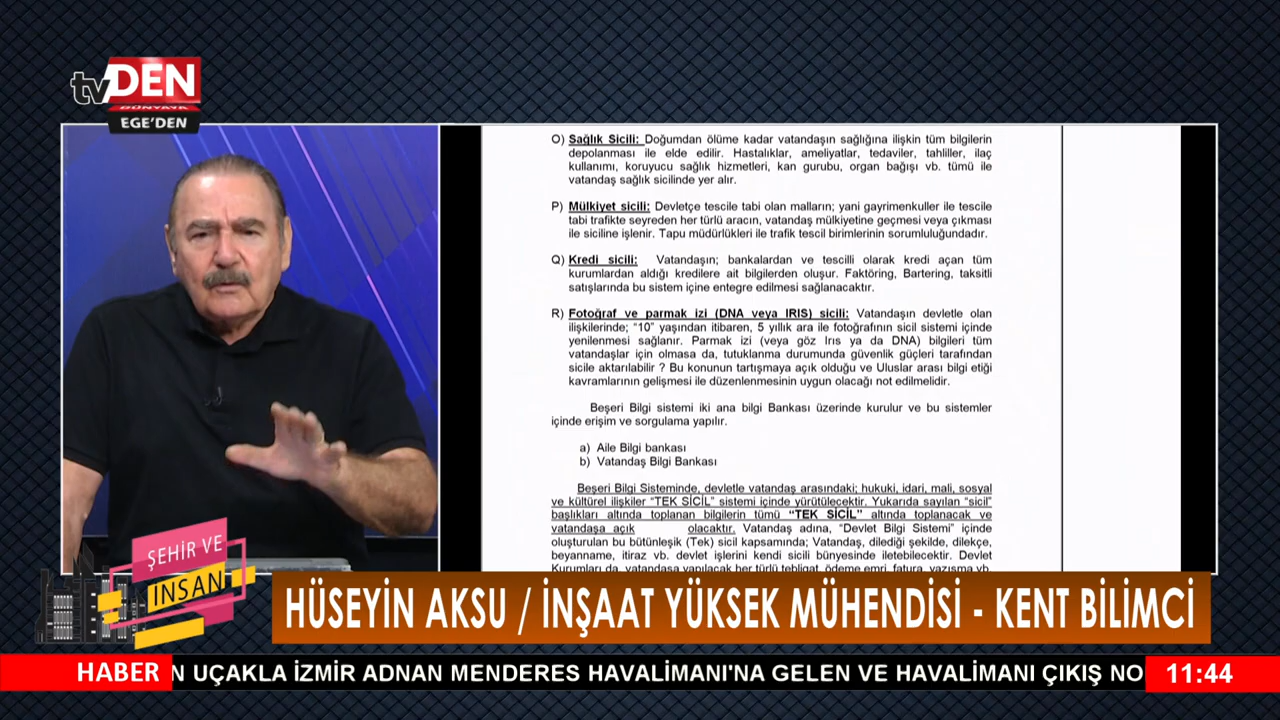 tvDEN
DÜNYAYA
EGE'DEN
O) Sağlık Sicili: Doğumdan ölüme kadar vatandaşın sağlığına ilişkin tüm bilgilerin
depolanması ile elde edilir. Hastalıklar, ameliyatlar, tedaviler, tahliller, ilaç
kullanımı, koruyucu sağlık hizmetleri, kan gurubu, organ bağışı vb. tümü ile
vatandaş sağlık sicilinde yer alır.
P) Mülkiyet sicili: Devletçe tescile tabi olan malların; yani gayrimenkuller ile tescile
tabi trafikte seyreden her türlü aracın, vatandaş mülkiyetine geçmesi veya çıkması
ile siciline işlenir. Tapu müdürlükleri ile trafik tescil birimlerinin sorumluluğundadır.
Q) Kredi sicili: Vatandaşın; bankalardan ve tescilli olarak kredi açan tüm
kurumlardan aldığı kredilere ait bilgilerden oluşur. Faktöring, Bartering, taksitli
satışlarında bu sistem içine entegre edilmesi sağlanacaktır.
R) Fotoğraf ve parmak izi (DNA veya IRIS) sicili: Vatandaşın devletle olan
ilişkilerinde; “10” yaşından itibaren, 5 yıllık ara ile fotoğrafının sicil sistemi içinde
yenilenmesi sağlanır. Parmak izi (veya göz Irıs ya da DNA) bilgileri tüm
vatandaşlar için olmasa da, tutuklanma durumunda güvenlik güçleri tarafından
sicile aktarılabilir ? Bu konunun tartışmaya açık olduğu ve Uluslar arası bilgi etiği
kavramlarının gelişmesi ile düzenlenmesinin uygun olacağı not edilmelidir.
Beşeri Bilgi sistemi iki ana bilgi Bankası üzerinde kurulur ve bu sistemler
içinde erişim ve sorgulama yapılır.
a) Aile Bilgi bankası
b) Vatandaş Bilgi Bankası
Beşeri Bilgi Sisteminde, devletle vatandaş arasındaki; hukuki, idari, mali, sosyal
ve kültürel ilişkiler “TEK SİCİL” sistemi içinde yürütülecektir. Yukarıda sayılan “sicil”
başlıkları altında toplanan bilgilerin tümü “TEK SİCİL” altında toplanacak ve
vatandaşa açık olacaktır. Vatandaş adına, “Devlet Bilgi Sistemi” içinde
oluşturulan bu bütünleşik (Tek) sicil kapsamında; Vatandaş, dilediği şekilde, dilekçe,
beyanname, itiraz vb. devlet işlerini kendi sicili bünyesinde iletebilecektir. Devlet
Kurumları da, vatandaşa yapılacak her türlü tebligat, ödeme emri, fatura, yazışma vb.
ŞEHİR VE
İNSAN
HÜSEYİN AKSU / İNŞAAT YÜKSEK MÜHENDİSİ - KENT BİLİMCİ
HABER
N UÇAKLA İZMİR ADNAN MENDERES HAVALİMANI'NA GELEN VE HAVALİMANI ÇIKIŞ NO
11:44